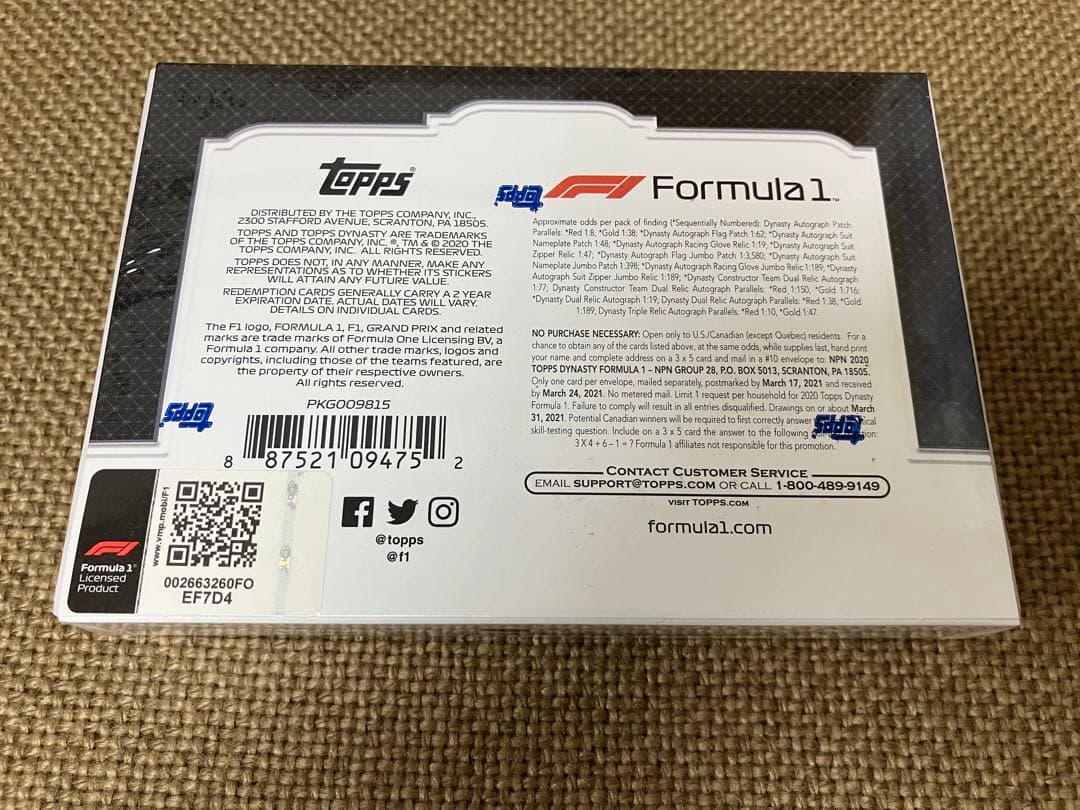 Topps®
DISTRIBUTED BY THE TOPPS COMPANY, INC.,
2300 STAFFORD AVENUE, SCRANTON, PA 18505.
TOPPS AND TOPPS DYNASTY ARE TRADEMARKS
OF THE TOPPS COMPANY, INC. ®, TM & © 2020 THE
TOPPS COMPANY, INC. ALL RIGHTS RESERVED.
TOPPS DOES NOT, IN ANY MANNER, MAKE ANY
REPRESENTATIONS AS TO WHETHER ITS STICKERS
WILL ATTAIN ANY FUTURE VALUE.
REDEMPTION CARDS GENERALLY CARRY A 2 YEAR
EXPIRATION DATE. ACTUAL DATES WILL VARY.
DETAILS ON INDIVIDUAL CARDS.
The F1 logo, FORMULA 1, F1, GRAND PRIX and related
marks are trade marks of Formula One Licensing BV, a
Formula 1 company. All other trade marks, logos and
copyrights, including those of the teams featured, are
the property of their respective owners.
All rights reserved.
PKG009815
8 87521 09475 2
topps
F1 Formula 1™
Approximate odds per pack of finding (*Sequentially Numbered): Dynasty Autograph Patch
Parallels: *Red 1:8, *Gold 1:38; *Dynasty Autograph Flag Patch 1:62; *Dynasty Autograph Suit
Nameplate Patch 1:48; *Dynasty Autograph Racing Glove Relic 1:19; *Dynasty Autograph Suit
Zipper Relic 1:47; *Dynasty Autograph Flag Jumbo Patch 1:3,580; *Dynasty Autograph Suit
Nameplate Jumbo Patch 1:398; *Dynasty Autograph Racing Glove Jumbo Relic 1:189; *Dynasty
Autograph Suit Zipper Jumbo Relic 1:189; *Dynasty Constructor Team Dual Relic Autograph
1:77; Dynasty Constructor Team Dual Relic Autograph Parallels: *Red 1:150, *Gold 1:716;
*Dynasty Dual Relic Autograph 1:19; Dynasty Dual Relic Autograph Parallels: *Red 1:38, *Gold
1:189; Dynasty Triple Relic Autograph Parallels: *Red 1:10, *Gold 1:47.
NO PURCHASE NECESSARY: Open only to U.S./Canadian (except Quebec) residents. For a
chance to obtain any of the cards listed above, at the same odds, while supplies last, hand print
your name and complete address on a 3 x 5 card and mail in a #10 envelope to: NPN 2020
TOPPS DYNASTY FORMULA 1 – NPN GROUP 28, P.O. BOX 5013, SCRANTON, PA 18505.
Only one card per envelope, mailed separately, postmarked by March 17, 2021 and received
by March 24, 2021. No metered mail. Limit 1 request per household for 2020 Topps Dynasty
Formula 1. Failure to comply will result in all entries disqualified. Drawings on or about March
31, 2021. Potential Canadian winners will be required to first correctly answer
skill-testing question. Include on a 3 x 5 card the answer to the following
3 X 4 + 6 – 1 = ? Formula 1 affiliates not responsible for this promotion.
topps
topps
CONTACT CUSTOMER SERVICE
EMAIL SUPPORT@TOPPS.COM OR CALL 1-800-489-9149
VISIT TOPPS.COM
formula1.com
@topps
@f1
F1
Formula 1®
Licensed
Product
www.vmp.mobi/F1
002663260FO
EF7D4